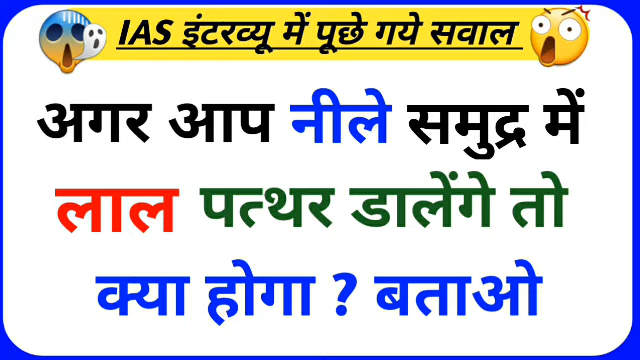 IAS इंटरव्यू में पूछे गये सवाल
अगर आप नीले समुद्र में
लाल पत्थर डालेंगे तो
क्या होगा ? बताओ